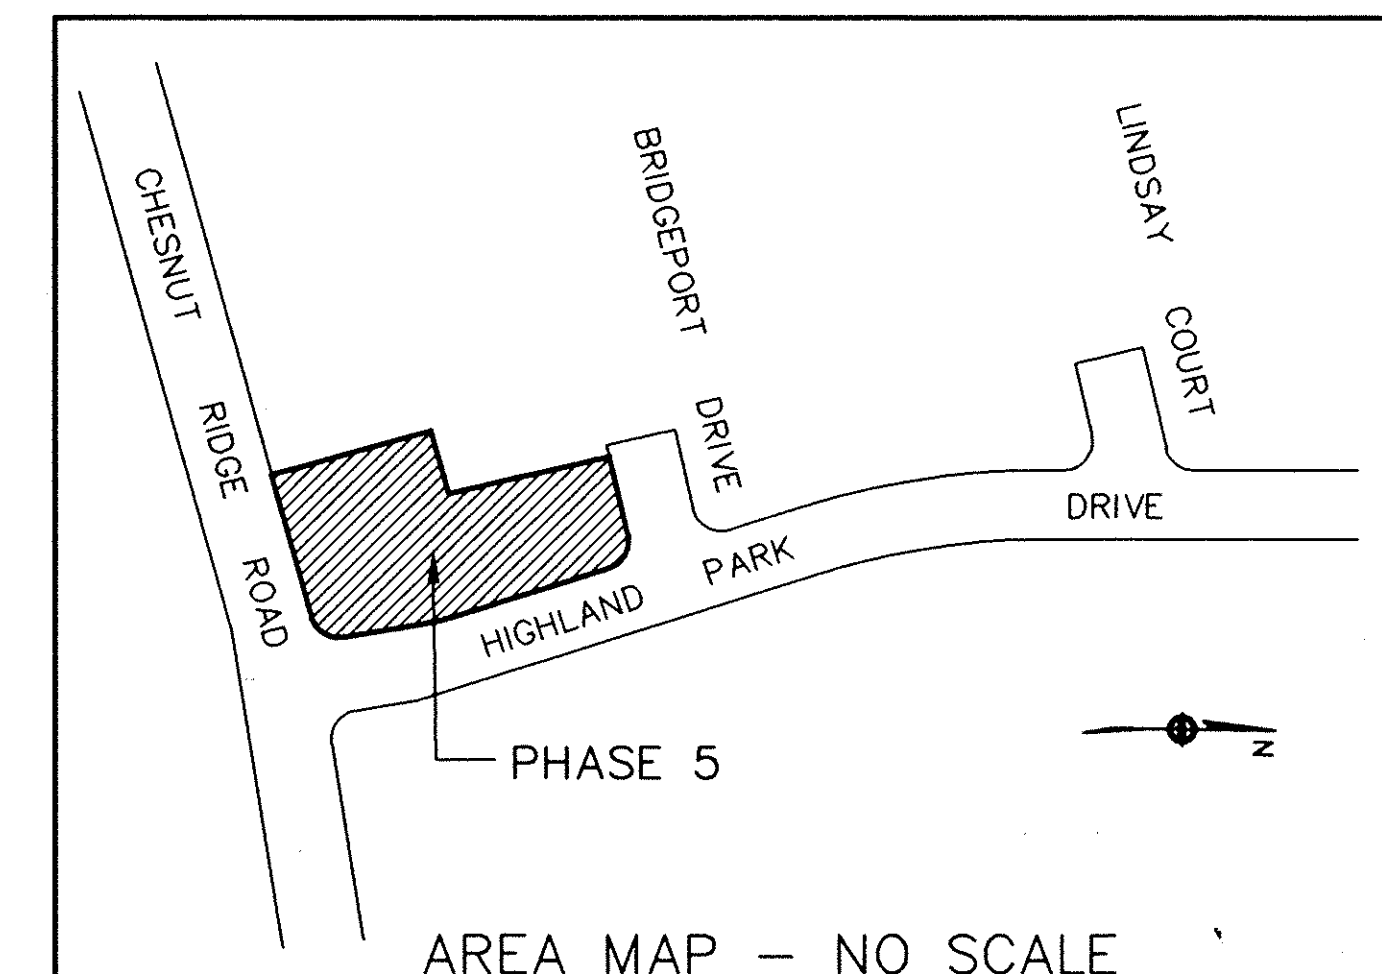 CHESNUT RIDGE ROAD
BRIDGEPORT DRIVE
LINDSAY COURT
HIGHLAND PARK DRIVE
PHASE 5
N
AREA MAP – NO SCALE